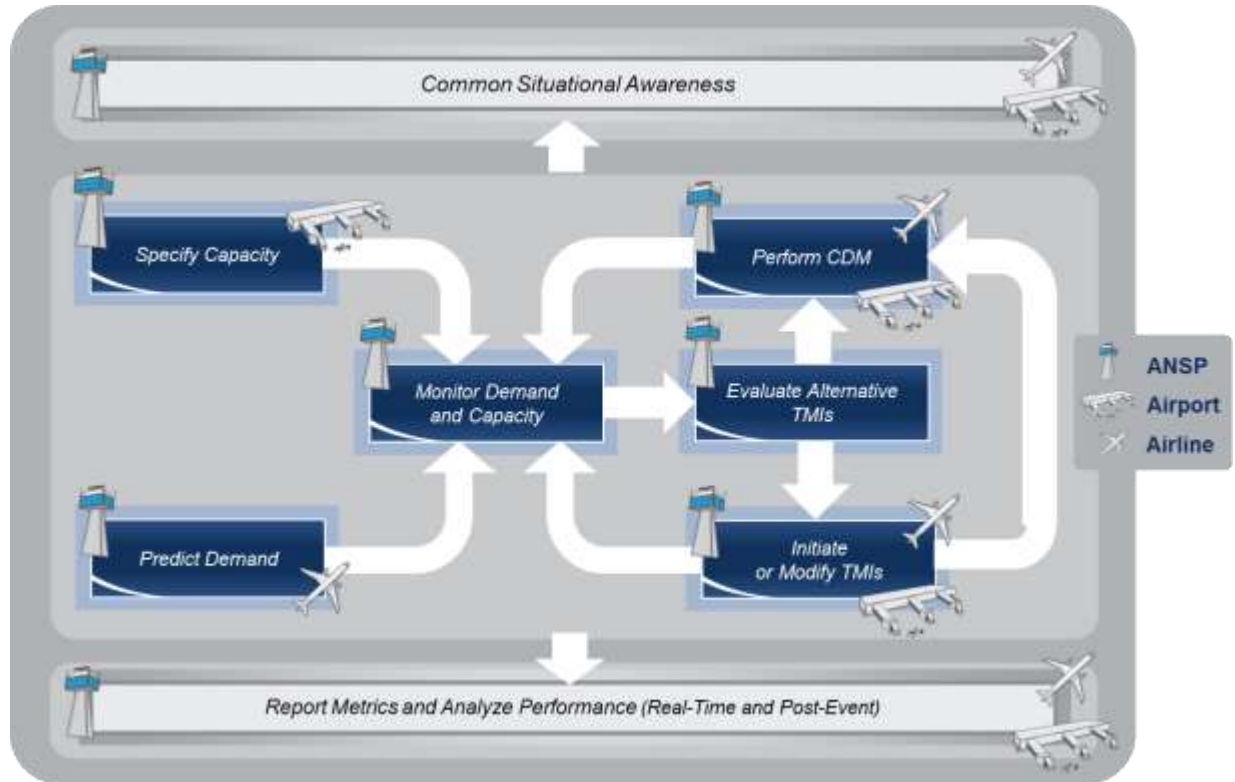 Common Situational Awareness
Specify Capacity
Perform CDM
Monitor Demand
and Capacity
Evaluate Alternative
TMIs
ANSP
Airport
Airline
Predict Demand
Initiate
or Modify TMIs
Report Metrics and Analyze Performance (Real-Time and Post-Event)